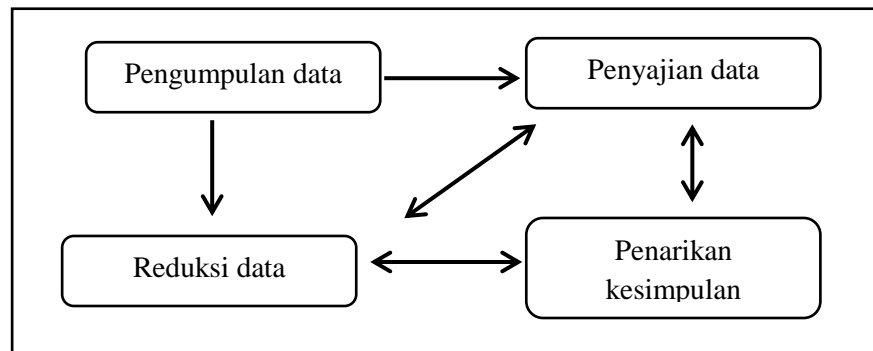 Pengumpulan data
Penyajian data
Reduksi data
Penarikan
kesimpulan